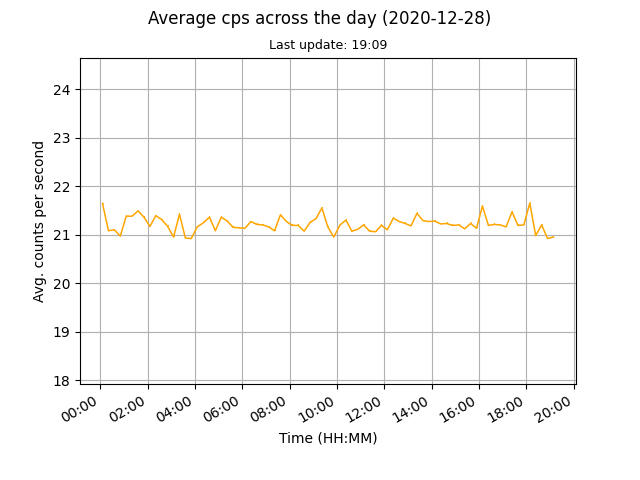 Average cps across the day (2020-12-28)
Last update: 19:09
24
23
22
21
20
19
18
Avg. counts per second
00:00 02:00 04:00 06:00 08:00 10:00 12:00 14:00 16:00 18:00 20:00
Time (HH:MM)